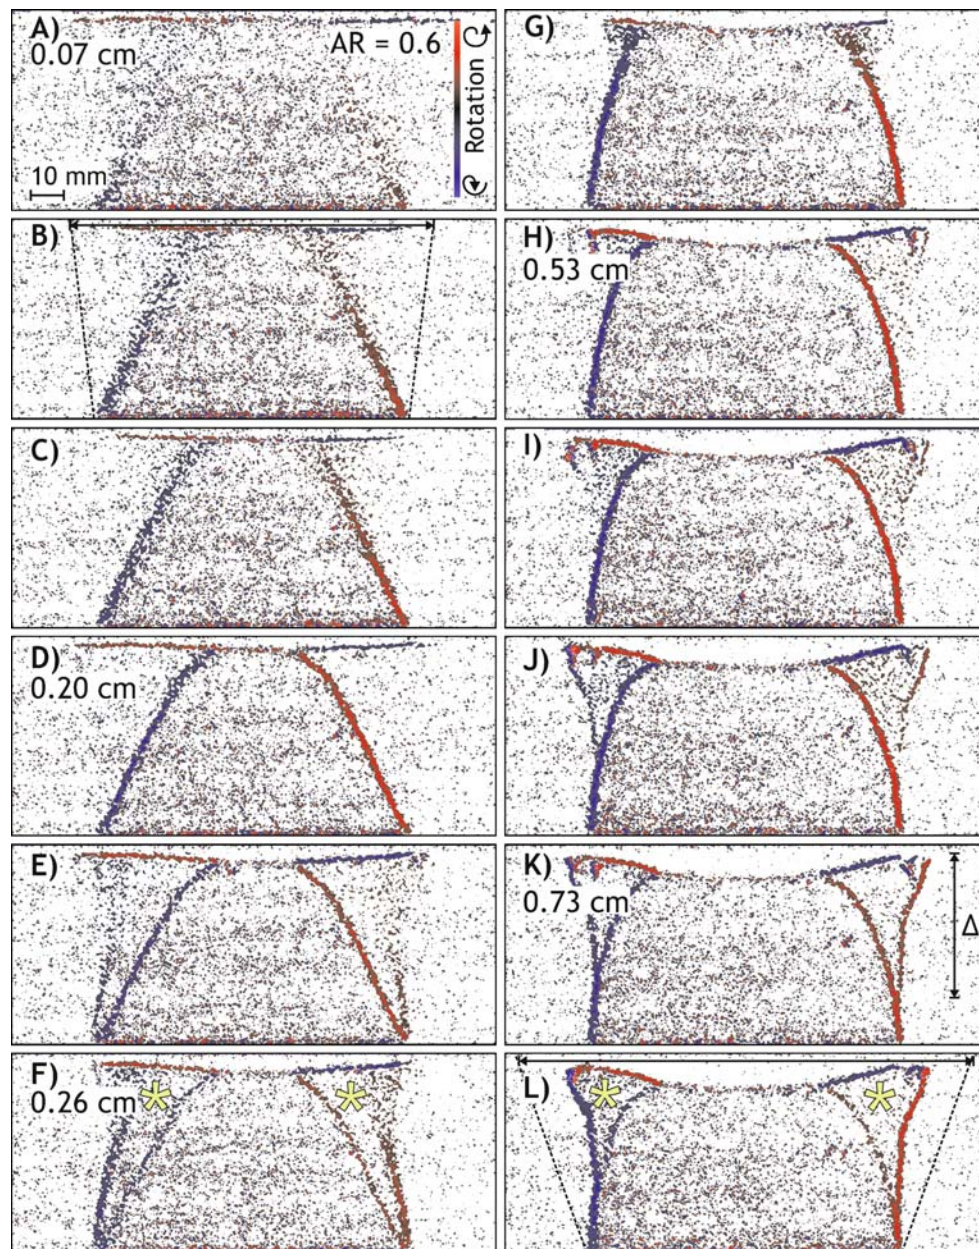 A)
0.07 cm
AR = 0.6
Rotation
10 mm
B)
C)
D)
0.20 cm
E)
F)
0.26 cm
* *
G)
H)
0.53 cm
I)
J)
K)
0.73 cm
Δ
L)
* *